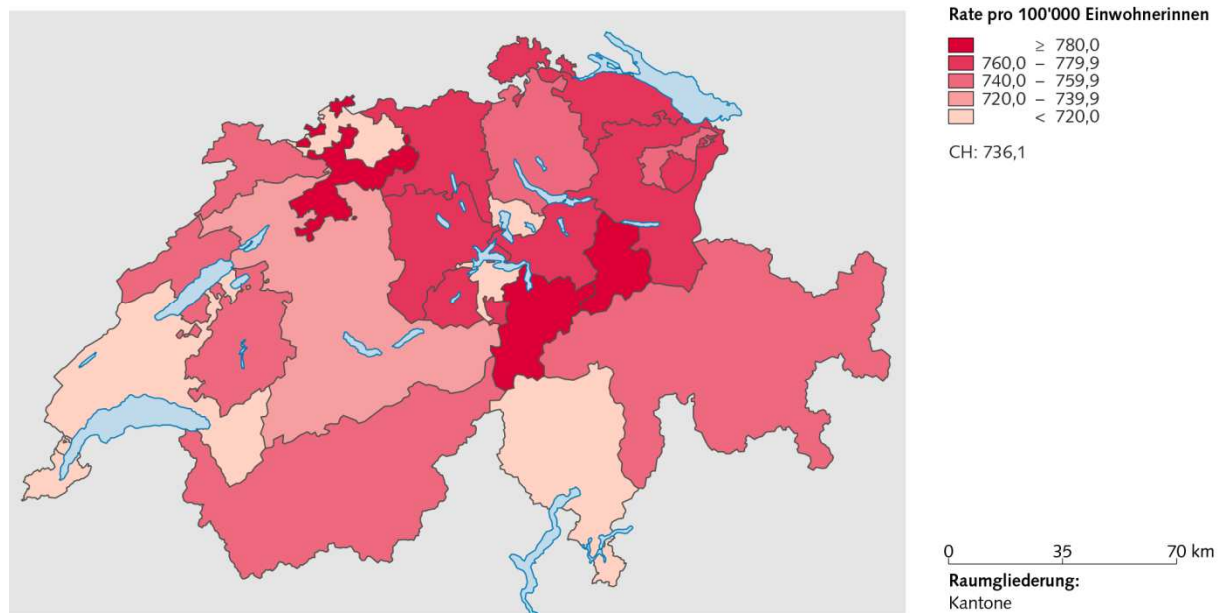 Rate pro 100'000 Einwohnerinnen
≥ 780,0
760,0 – 779,9
740,0 – 759,9
720,0 – 739,9
< 720,0
CH: 736,1
0 35 70 km
Raumgliederung:
Kantone